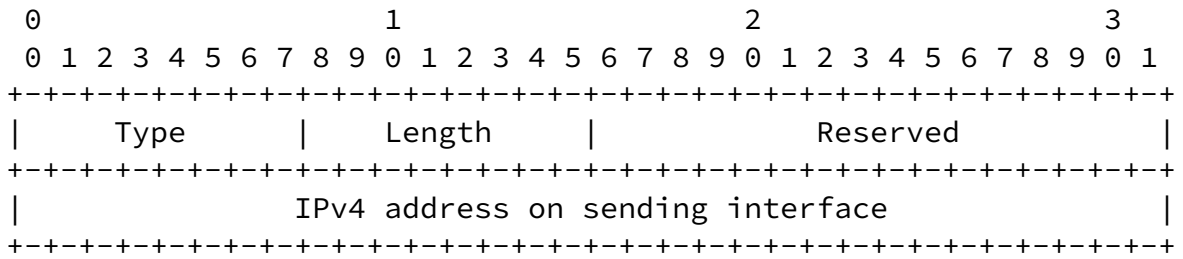 0                   1                   2                   3
 0 1 2 3 4 5 6 7 8 9 0 1 2 3 4 5 6 7 8 9 0 1 2 3 4 5 6 7 8 9 0 1
+-+-+-+-+-+-+-+-+-+-+-+-+-+-+-+-+-+-+-+-+-+-+-+-+-+-+-+-+-+-+-+-+
|     Type      |    Length     |            Reserved           |
+-+-+-+-+-+-+-+-+-+-+-+-+-+-+-+-+-+-+-+-+-+-+-+-+-+-+-+-+-+-+-+-+
|               IPv4 address on sending interface               |
+-+-+-+-+-+-+-+-+-+-+-+-+-+-+-+-+-+-+-+-+-+-+-+-+-+-+-+-+-+-+-+-+